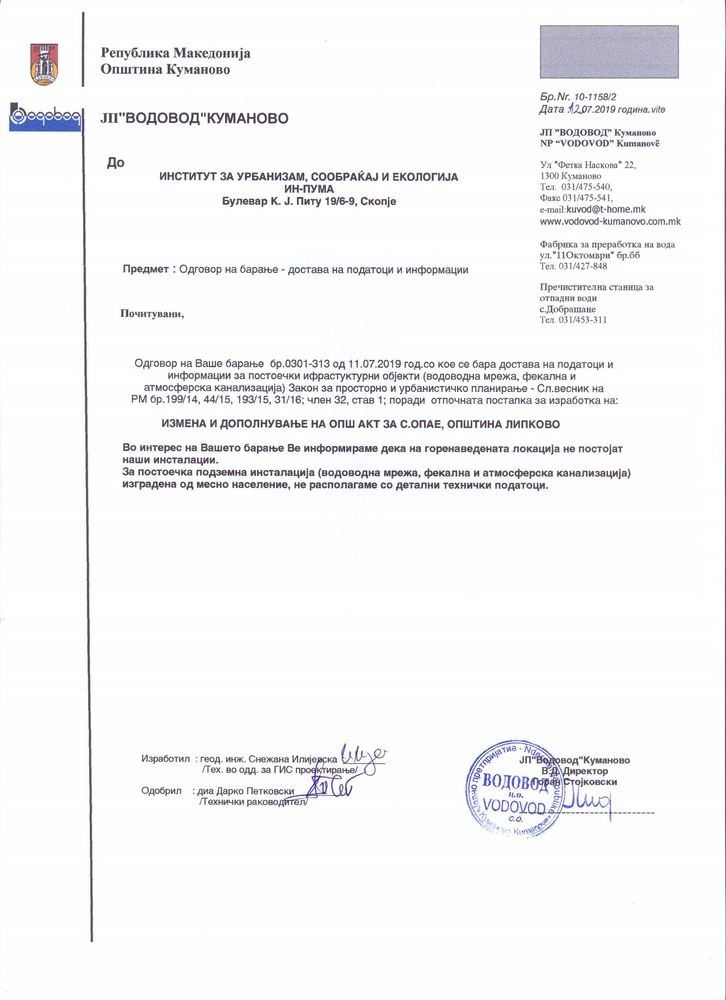 Република Македонија
Општина Куманово
Водовод
ЈП"ВОДОВОД"КУМАНОВО
Бр.Nr. 10-1158/2
Дата :12.07.2019 година. vite
ЈП ”ВОДОВОД” Куманово
NP “VODOVOD” Kumanovë
Ул "Фетка Наскова" 22,
1300 Куманово
Тел. 031/475-540,
Факс 031/475-541,
e-mail:kuvod@t-home.mk
www.vodovod-kumanovo.com.mk
Фабрика за преработка на вода
ул."11Октомври" бр.бб
Тел. 031/427-848
Пречистителна станица за
отпадни води
с.Добрашане
Тел. 031/453-311
До
ИНСТИТУТ ЗА УРБАНИЗАМ, СООБРАЌАЈ И ЕКОЛОГИЈА
ИН-ПУМА
Булевар К. Ј. Питу 19/6-9, Скопје
Предмет : Одговор на барање - достава на податоци и информации
Почитувани,
Одговор на Ваше барање бр.0301-313 од 11.07.2019 год.со кое се бара достава на податоци и
информации за постоечки ифрастуктурни објекти (водоводна мрежа, фекална и
атмосферска канализација) Закон за просторно и урбанистичко планирање - Сл.весник на
РМ бр.199/14, 44/15, 193/15, 31/16; член 32, став 1; поради отпочната постапка за изработка на:
ИЗМЕНА И ДОПОЛНУВАЊЕ НА ОПШ АКТ ЗА С.ОПАЕ, ОПШТИНА ЛИПКОВО
Во интерес на Вашето барање Ве информираме дека на горенаведената локација не постојат
наши инсталации.
За постоечка подземна инсталација (водоводна мрежа, фекална и атмосферска канализација)
изградена од месно население, не располагаме со детални технички податоци.
Изработил : геод. инж. Снежана Илијевска
/Тех. во одд. за ГИС проектирање/
Одобрил : диа Дарко Петковски
/Технички раководител/
ЈП"Водовод"Куманово
В.Д. Директор
Горан Стојковски
Јавно претпријатие - Ndermarrja publike
ВОДОВОД
ц.о.
VODOVOD
c.o.
Куманово Kumanove